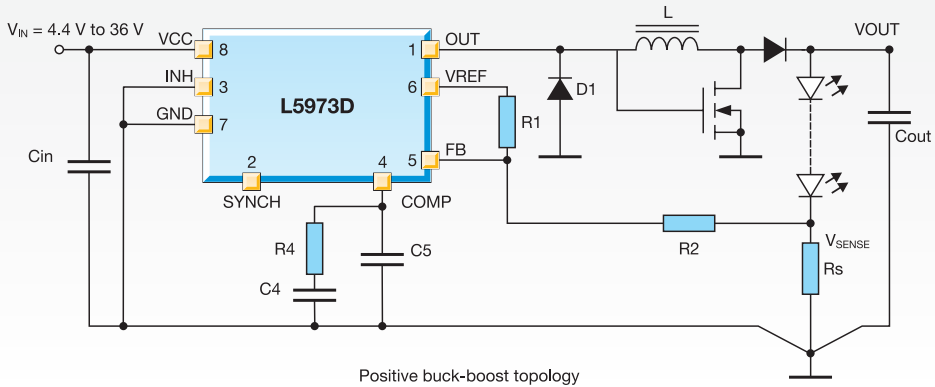 V_IN = 4.4 V to 36 V
VCC
8
1
OUT
L
VOUT
INH
3
6
VREF
D1
L5973D
GND
7
R1
Cout
Cin
5
FB
2
4
SYNCH
COMP
R2
V_SENSE
R4
C5
Rs
C4
Positive buck-boost topology